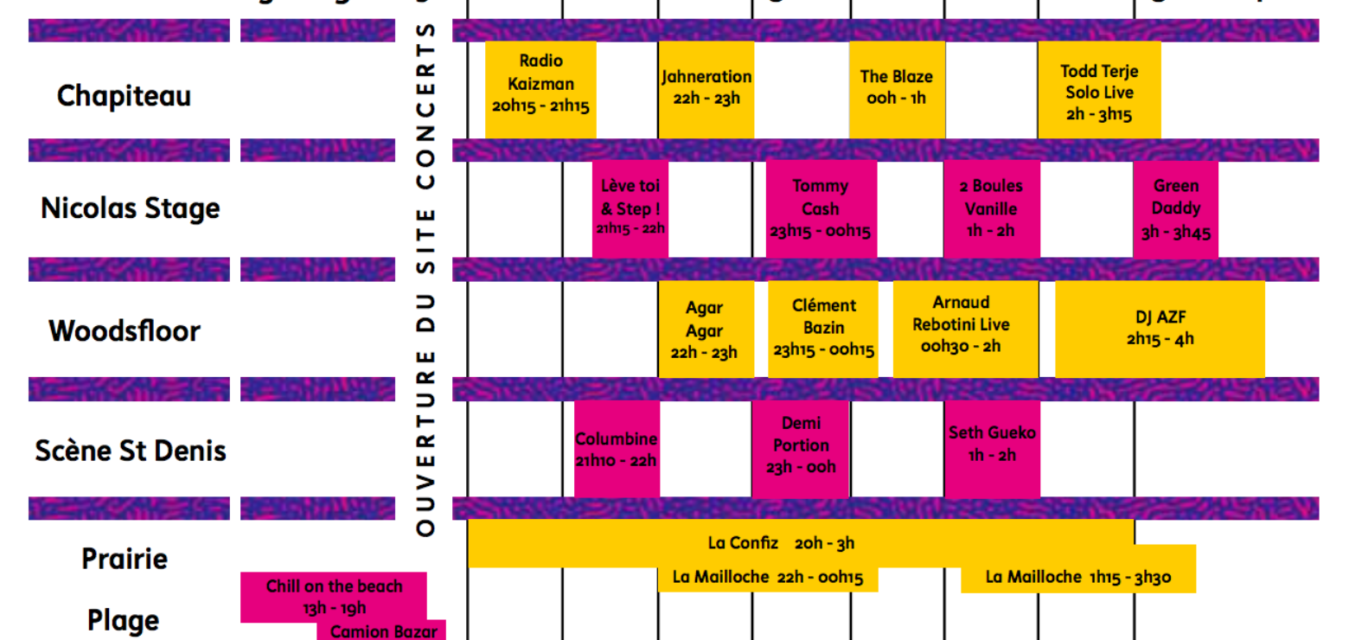 OUVERTURE DU SITE CONCERTS
Chapiteau
Radio
Kaizman
20h15 - 21h15
Jahneration
22h - 23h
The Blaze
00h - 1h
Todd Terje
Solo Live
2h - 3h15
Nicolas Stage
Lève toi
& Step !
21h15 - 22h
Tommy
Cash
23h15 - 00h15
2 Boules
Vanille
1h - 2h
Green
Daddy
3h - 3h45
Woodsfloor
Agar
Agar
22h - 23h
Clément
Bazin
23h15 - 00h15
Arnaud
Rebotini Live
00h30 - 2h
DJ AZF
2h15 - 4h
Scène St Denis
Columbine
21h10 - 22h
Demi
Portion
23h - 00h
Seth Gueko
1h - 2h
Prairie
La Confiz 20h - 3h
La Mailloche 22h - 00h15
La Mailloche 1h15 - 3h30
Plage
Chill on the beach
13h - 19h
Camion Bazar